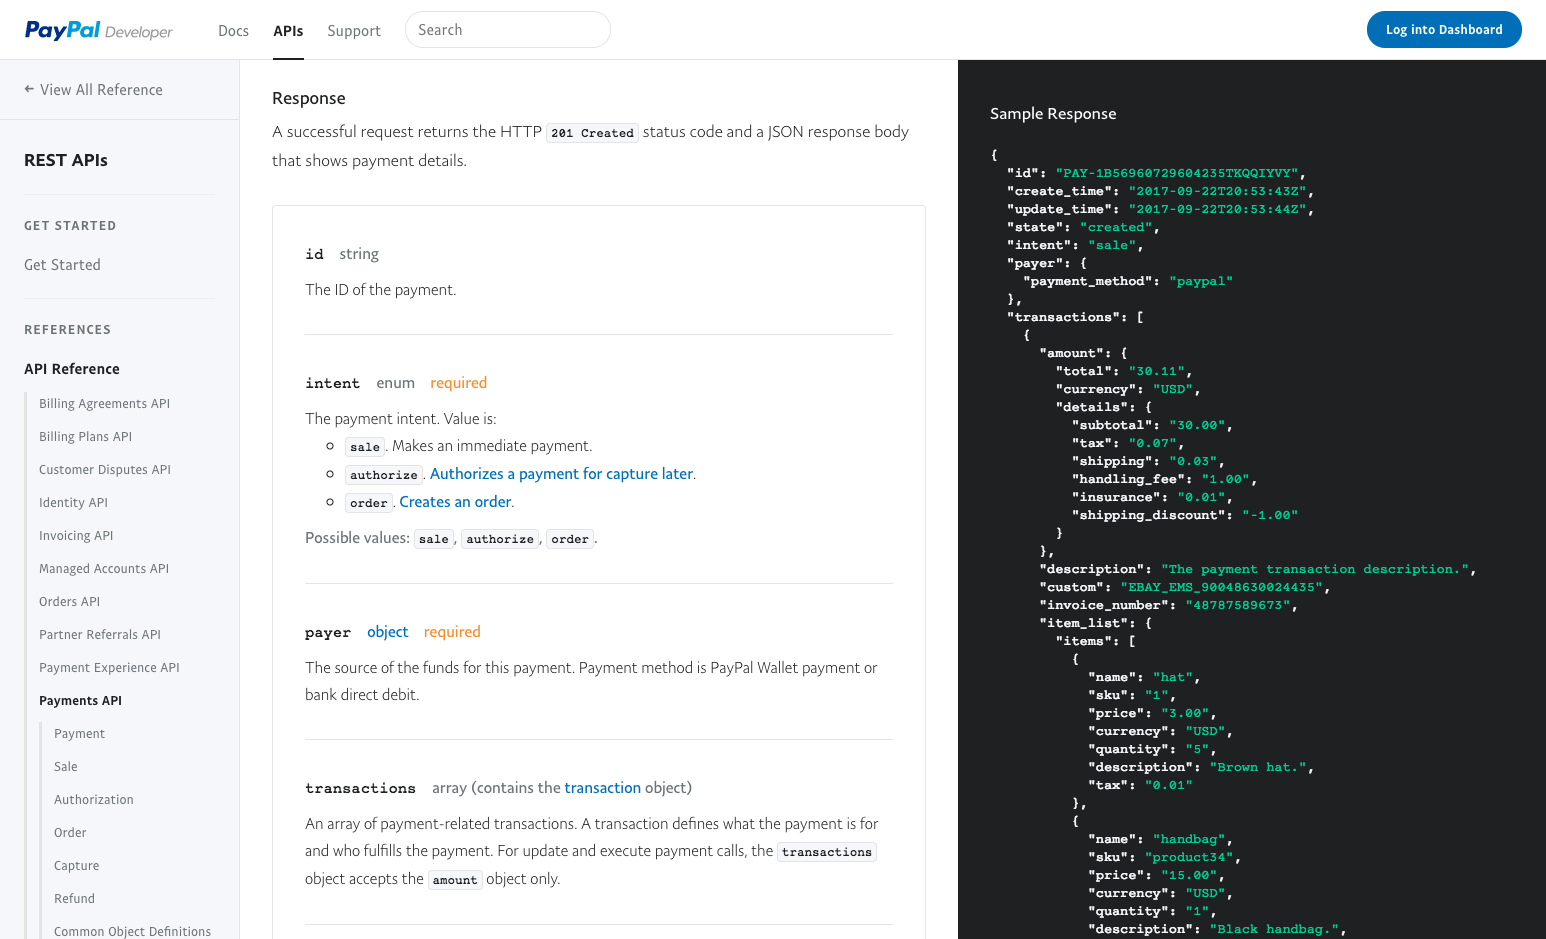 PayPal Developer
Docs
APIs
Support
Search
Log into Dashboard
← View All Reference
REST APIs
GET STARTED
Get Started
REFERENCES
API Reference
Billing Agreements API
Billing Plans API
Customer Disputes API
Identity API
Invoicing API
Managed Accounts API
Orders API
Partner Referrals API
Payment Experience API
Payments API
Payment
Sale
Authorization
Order
Capture
Refund
Common Object Definitions
Response
A successful request returns the HTTP 201 Created status code and a JSON response body
that shows payment details.
id string
The ID of the payment.
intent enum required
The payment intent. Value is:
sale. Makes an immediate payment.
authorize. Authorizes a payment for capture later.
order. Creates an order.
Possible values: sale, authorize, order.
payer object required
The source of the funds for this payment. Payment method is PayPal Wallet payment or
bank direct debit.
transactions array (contains the transaction object)
An array of payment-related transactions. A transaction defines what the payment is for
and who fulfills the payment. For update and execute payment calls, the transactions
object accepts the amount object only.
Sample Response
{
"id": "PAY-1B56960729604235TKQQIYVY",
"create_time": "2017-09-22T20:53:43Z",
"update_time": "2017-09-22T20:53:44Z",
"state": "created",
"intent": "sale",
"payer": {
"payment_method": "paypal"
},
"transactions": [
{
"amount": {
"total": "30.11",
"currency": "USD",
"details": {
"subtotal": "30.00",
"tax": "0.07",
"shipping": "0.03",
"handling_fee": "1.00",
"insurance": "0.01",
"shipping_discount": "-1.00"
}
},
"description": "The payment transaction description.",
"custom": "EBAY_EMS_90048630024435",
"invoice_number": "48787589673",
"item_list": {
"items": [
{
"name": "hat",
"sku": "1",
"price": "3.00",
"currency": "USD",
"quantity": "5",
"description": "Brown hat.",
"tax": "0.01"
},
{
"name": "handbag",
"sku": "product34",
"price": "15.00",
"currency": "USD",
"quantity": "1",
"description": "Black handbag.",